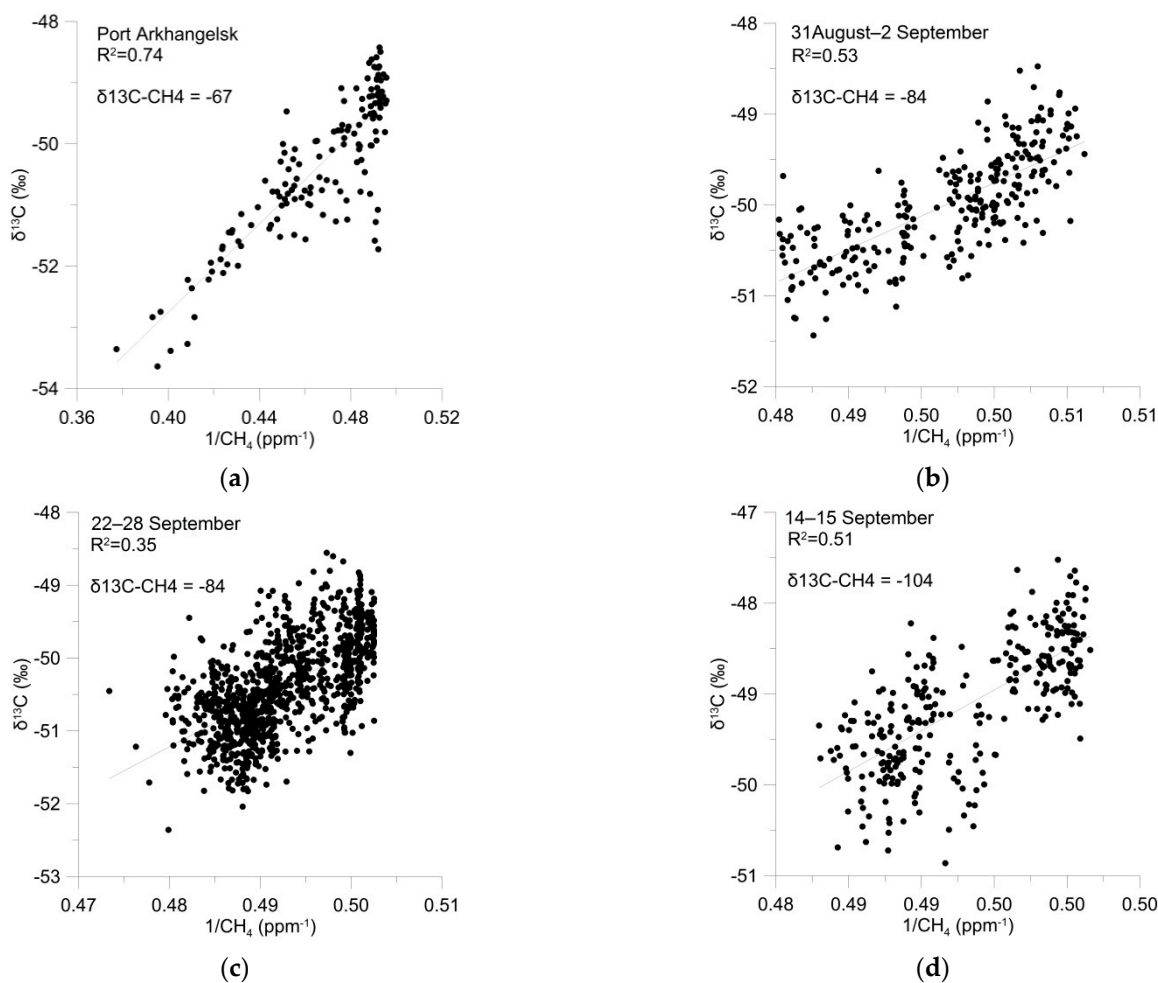 Port Arkhangelsk
R²=0.74
δ13C-CH4 = -67
-48
-50
-52
-54
δ¹³C (‰)
0.36 0.40 0.44 0.48 0.52
1/CH₄ (ppm⁻¹)
(a)
31August–2 September
R²=0.53
δ13C-CH4 = -84
-48
-49
-50
-51
-52
δ¹³C (‰)
0.48 0.49 0.50 0.50 0.51 0.51
1/CH₄ (ppm⁻¹)
(b)
22–28 September
R²=0.35
δ13C-CH4 = -84
-48
-49
-50
-51
-52
-53
δ¹³C (‰)
0.47 0.48 0.49 0.50 0.51
1/CH₄ (ppm⁻¹)
(c)
14–15 September
R²=0.51
δ13C-CH4 = -104
-47
-48
-49
-50
-51
δ¹³C (‰)
0.48 0.49 0.49 0.50 0.50 0.50
1/CH₄ (ppm⁻¹)
(d)